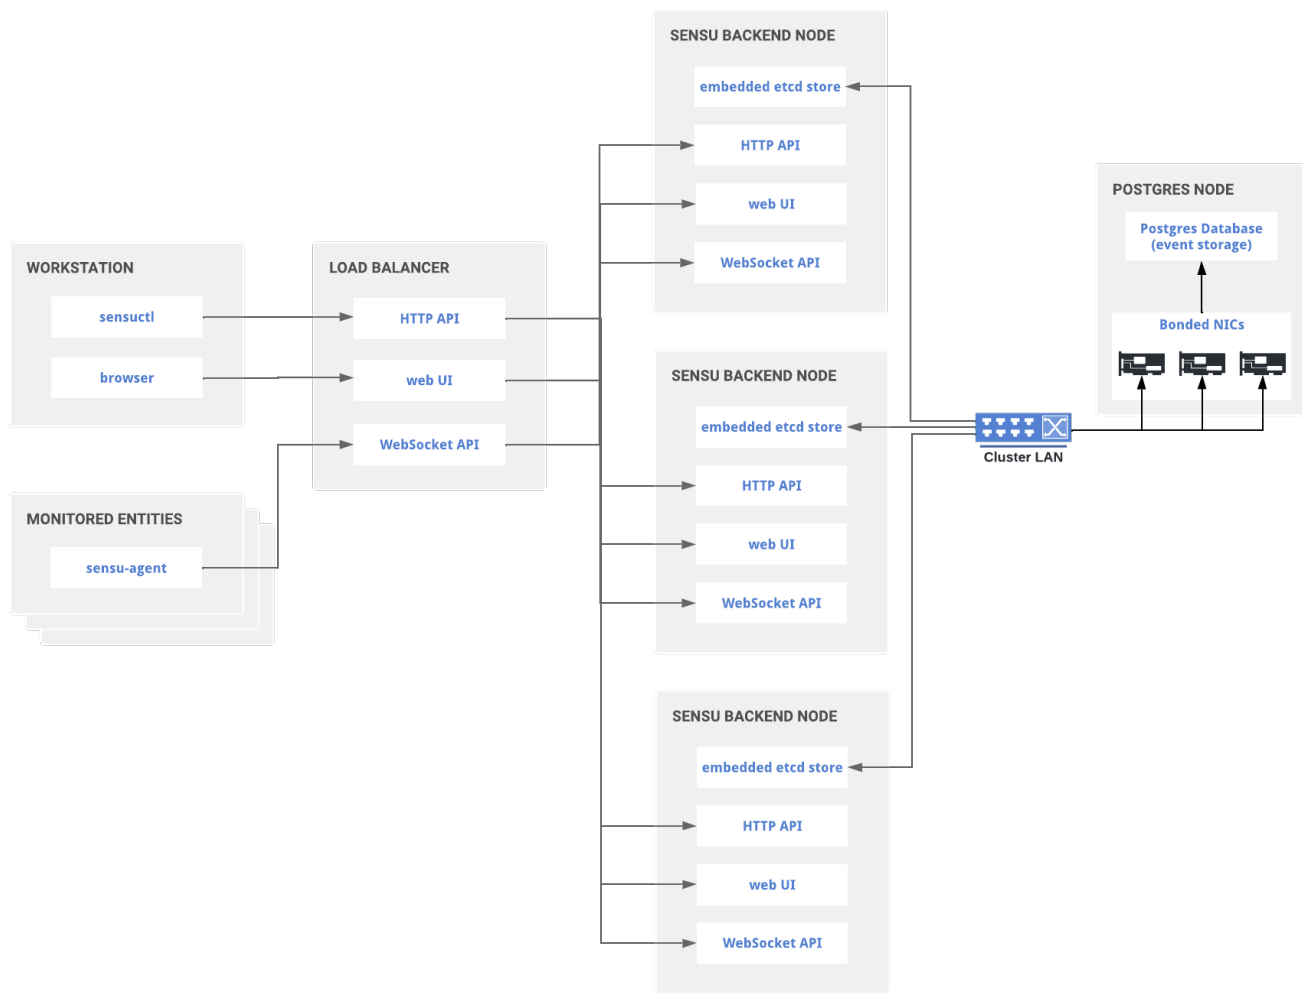 WORKSTATION
sensuctl
browser
MONITORED ENTITIES
sensu-agent
LOAD BALANCER
HTTP API
web UI
WebSocket API
SENSU BACKEND NODE
embedded etcd store
HTTP API
web UI
WebSocket API
SENSU BACKEND NODE
embedded etcd store
HTTP API
web UI
WebSocket API
SENSU BACKEND NODE
embedded etcd store
HTTP API
web UI
WebSocket API
Cluster LAN
POSTGRES NODE
Postgres Database
(event storage)
Bonded NICs